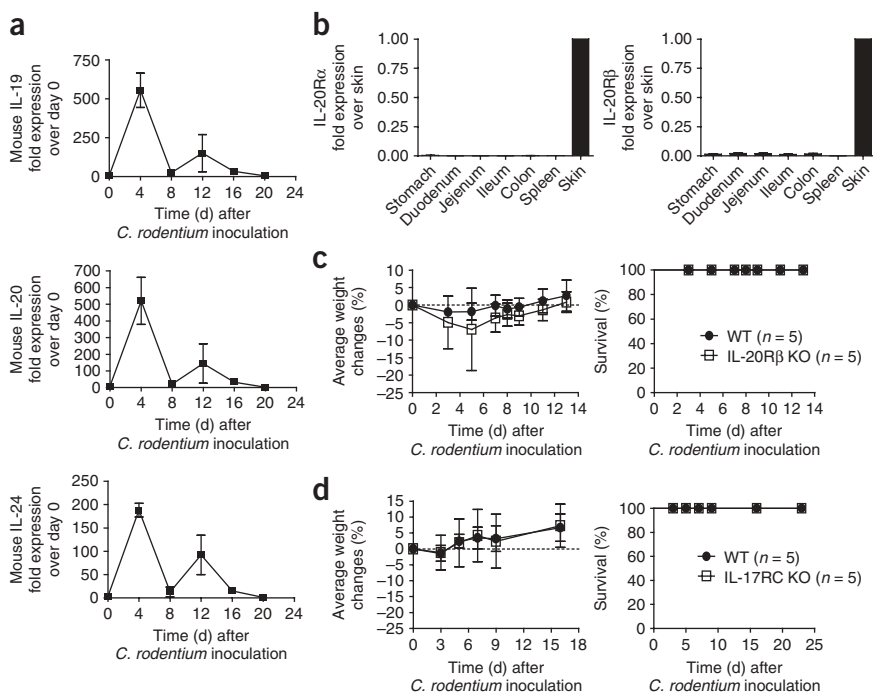 a
Mouse IL-19
fold expression
over day 0
750
500
250
0
0 4 8 12 16 20 24
Time (d) after
C. rodentium inoculation
Mouse IL-20
fold expression
over day 0
700
600
500
400
300
200
100
0
0 4 8 12 16 20 24
Time (d) after
C. rodentium inoculation
Mouse IL-24
fold expression
over day 0
250
200
150
100
50
0
0 4 8 12 16 20 24
Time (d) after
C. rodentium inoculation
b
IL-20Rα
fold expression
over skin
1.00
0.75
0.50
0.25
0.00
Stomach
Duodenum
Jejenum
Ileum
Colon
Spleen
Skin
IL-20Rβ
fold expression
over skin
1.00
0.75
0.50
0.25
0.00
Stomach
Duodenum
Jejenum
Ileum
Colon
Spleen
Skin
c
Average weight
changes (%)
10
5
0
–5
–10
–15
–20
–25
0 2 4 6 8 10 12 14
Time (d) after
C. rodentium inoculation
Survival (%)
100
80
60
40
20
0
WT (n = 5)
IL-20Rβ KO (n = 5)
0 2 4 6 8 10 12 14
Time (d) after
C. rodentium inoculation
d
Average weight
changes (%)
15
10
5
0
–5
–10
–15
–20
–25
0 3 6 9 12 15 18
Time (d) after
C. rodentium inoculation
Survival (%)
100
80
60
40
20
0
WT (n = 5)
IL-17RC KO (n = 5)
0 5 10 15 20 25
Time (d) after
C. rodentium inoculation